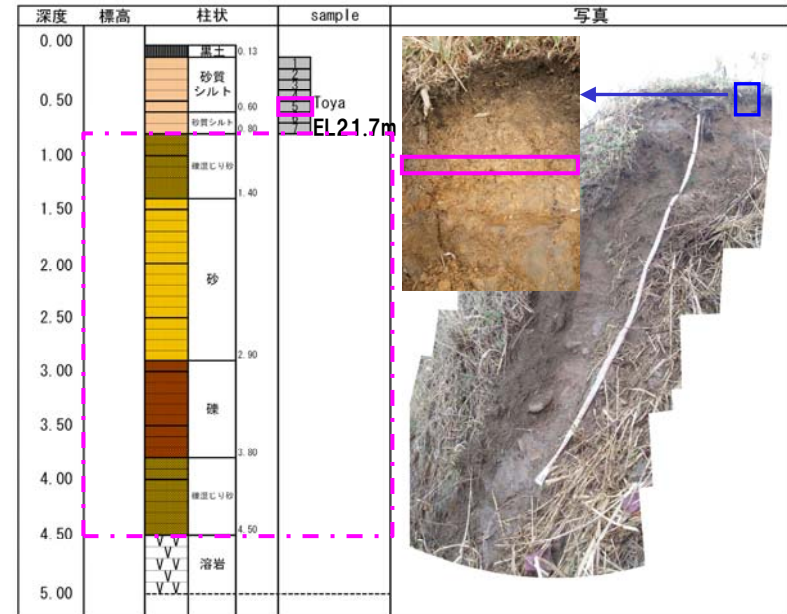 深度 標高 柱状 sample 写真
0.00
黒土 0.13
砂質
シルト
2
3
4
0.50 0.60 5 Toya
砂質シルト 0.80 7 EL21.7m
1.00
礫混じり砂
1.40
1.50
砂
2.00
2.50
2.90
3.00
礫
3.50
3.80
4.00
礫混じり砂
4.50 4.50
V V
V
V V
溶岩
V
V V
V
5.00 V V